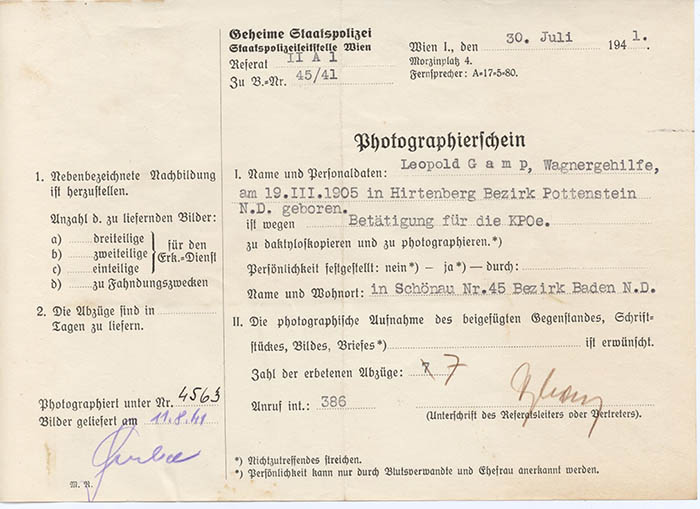 Geheime Staatspolizei
Staatspolizeileitstelle Wien
Referat II A 1
Zu B.-Nr. 45/41
Wien I., den 30. Juli 1941.
Morzinplatz 4.
Fernsprecher: A-17-5-80.
Photographierschein
1. Nebenbezeichnete Nachbildung
ist herzustellen.
Anzahl d. zu liefernden Bilder:
a) dreiteilige
b) zweiteilige
c) einteilige
für den
Erk.-Dienst
d) zu Fahndungszwecken
2. Die Abzüge sind in
Tagen zu liefern.
Photographiert unter Nr. 4563
Bilder geliefert am 11.8.41
M. N.
I. Name und Personaldaten: Leopold G a m p, Wagnergehilfe,
am 19.III.1905 in Hirtenberg Bezirk Pottenstein
N.D. geboren.
ist wegen Betätigung für die KPOe.
zu daktyloskopieren und zu photographieren.*)
Persönlichkeit festgestellt: nein*) – ja*) – durch:
Name und Wohnort: in Schönau Nr.45 Bezirk Baden N.D.
II. Die photographische Aufnahme des beigefügten Gegenstandes, Schrift-
stückes, Bildes, Briefes*) ist erwünscht.
Zahl der erbetenen Abzüge: 7
Anruf int.: 386
(Unterschrift des Referatsleiters oder Vertreters).
*) Nichtzutreffendes streichen.
*) Persönlichkeit kann nur durch Blutsverwandte und Ehefrau anerkannt werden.